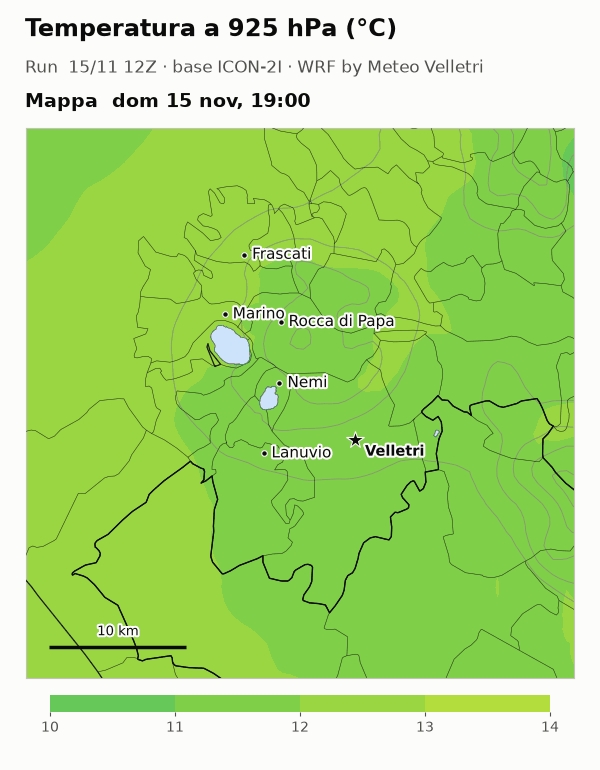 Temperatura a 925 hPa (°C)
Run  15/11 12Z · base ICON-2I · WRF by Meteo Velletri
Mappa  dom 15 nov, 19:00
Frascati
Marino
Rocca di Papa
Nemi
Velletri
Lanuvio
10 km
10 11 12 13 14